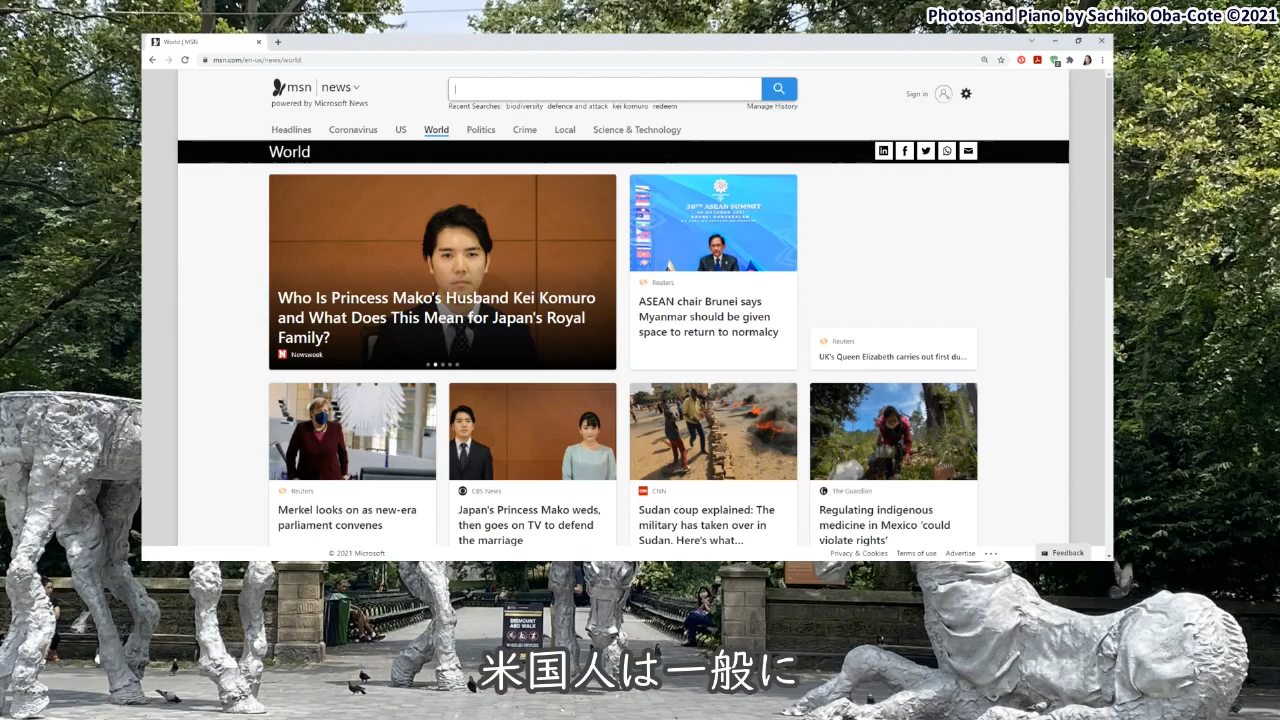 Photos and Piano by Sachiko Oba-Cote ©2021
World | MSN
msn.com/en-us/news/world
msn news
powered by Microsoft News
Recent Searches: biodiversity defence and attack kei komuro redeem
Manage History
Sign in
Headlines Coronavirus US World Politics Crime Local Science & Technology
World
Who Is Princess Mako's Husband Kei Komuro
and What Does This Mean for Japan's Royal
Family?
Newsweek
38TH ASEAN SUMMIT
Reuters
ASEAN chair Brunei says
Myanmar should be given
space to return to normalcy
Reuters
UK's Queen Elizabeth carries out first du...
Reuters
Merkel looks on as new-era
parliament convenes
CBS News
Japan's Princess Mako weds,
then goes on TV to defend
the marriage
CNN
Sudan coup explained: The
military has taken over in
Sudan. Here's what...
The Guardian
Regulating indigenous
medicine in Mexico ‘could
violate rights’
© 2021 Microsoft
Privacy & Cookies Terms of use Advertise ...
Feedback
DISMOUNT
AND WALK
米国人は一般に